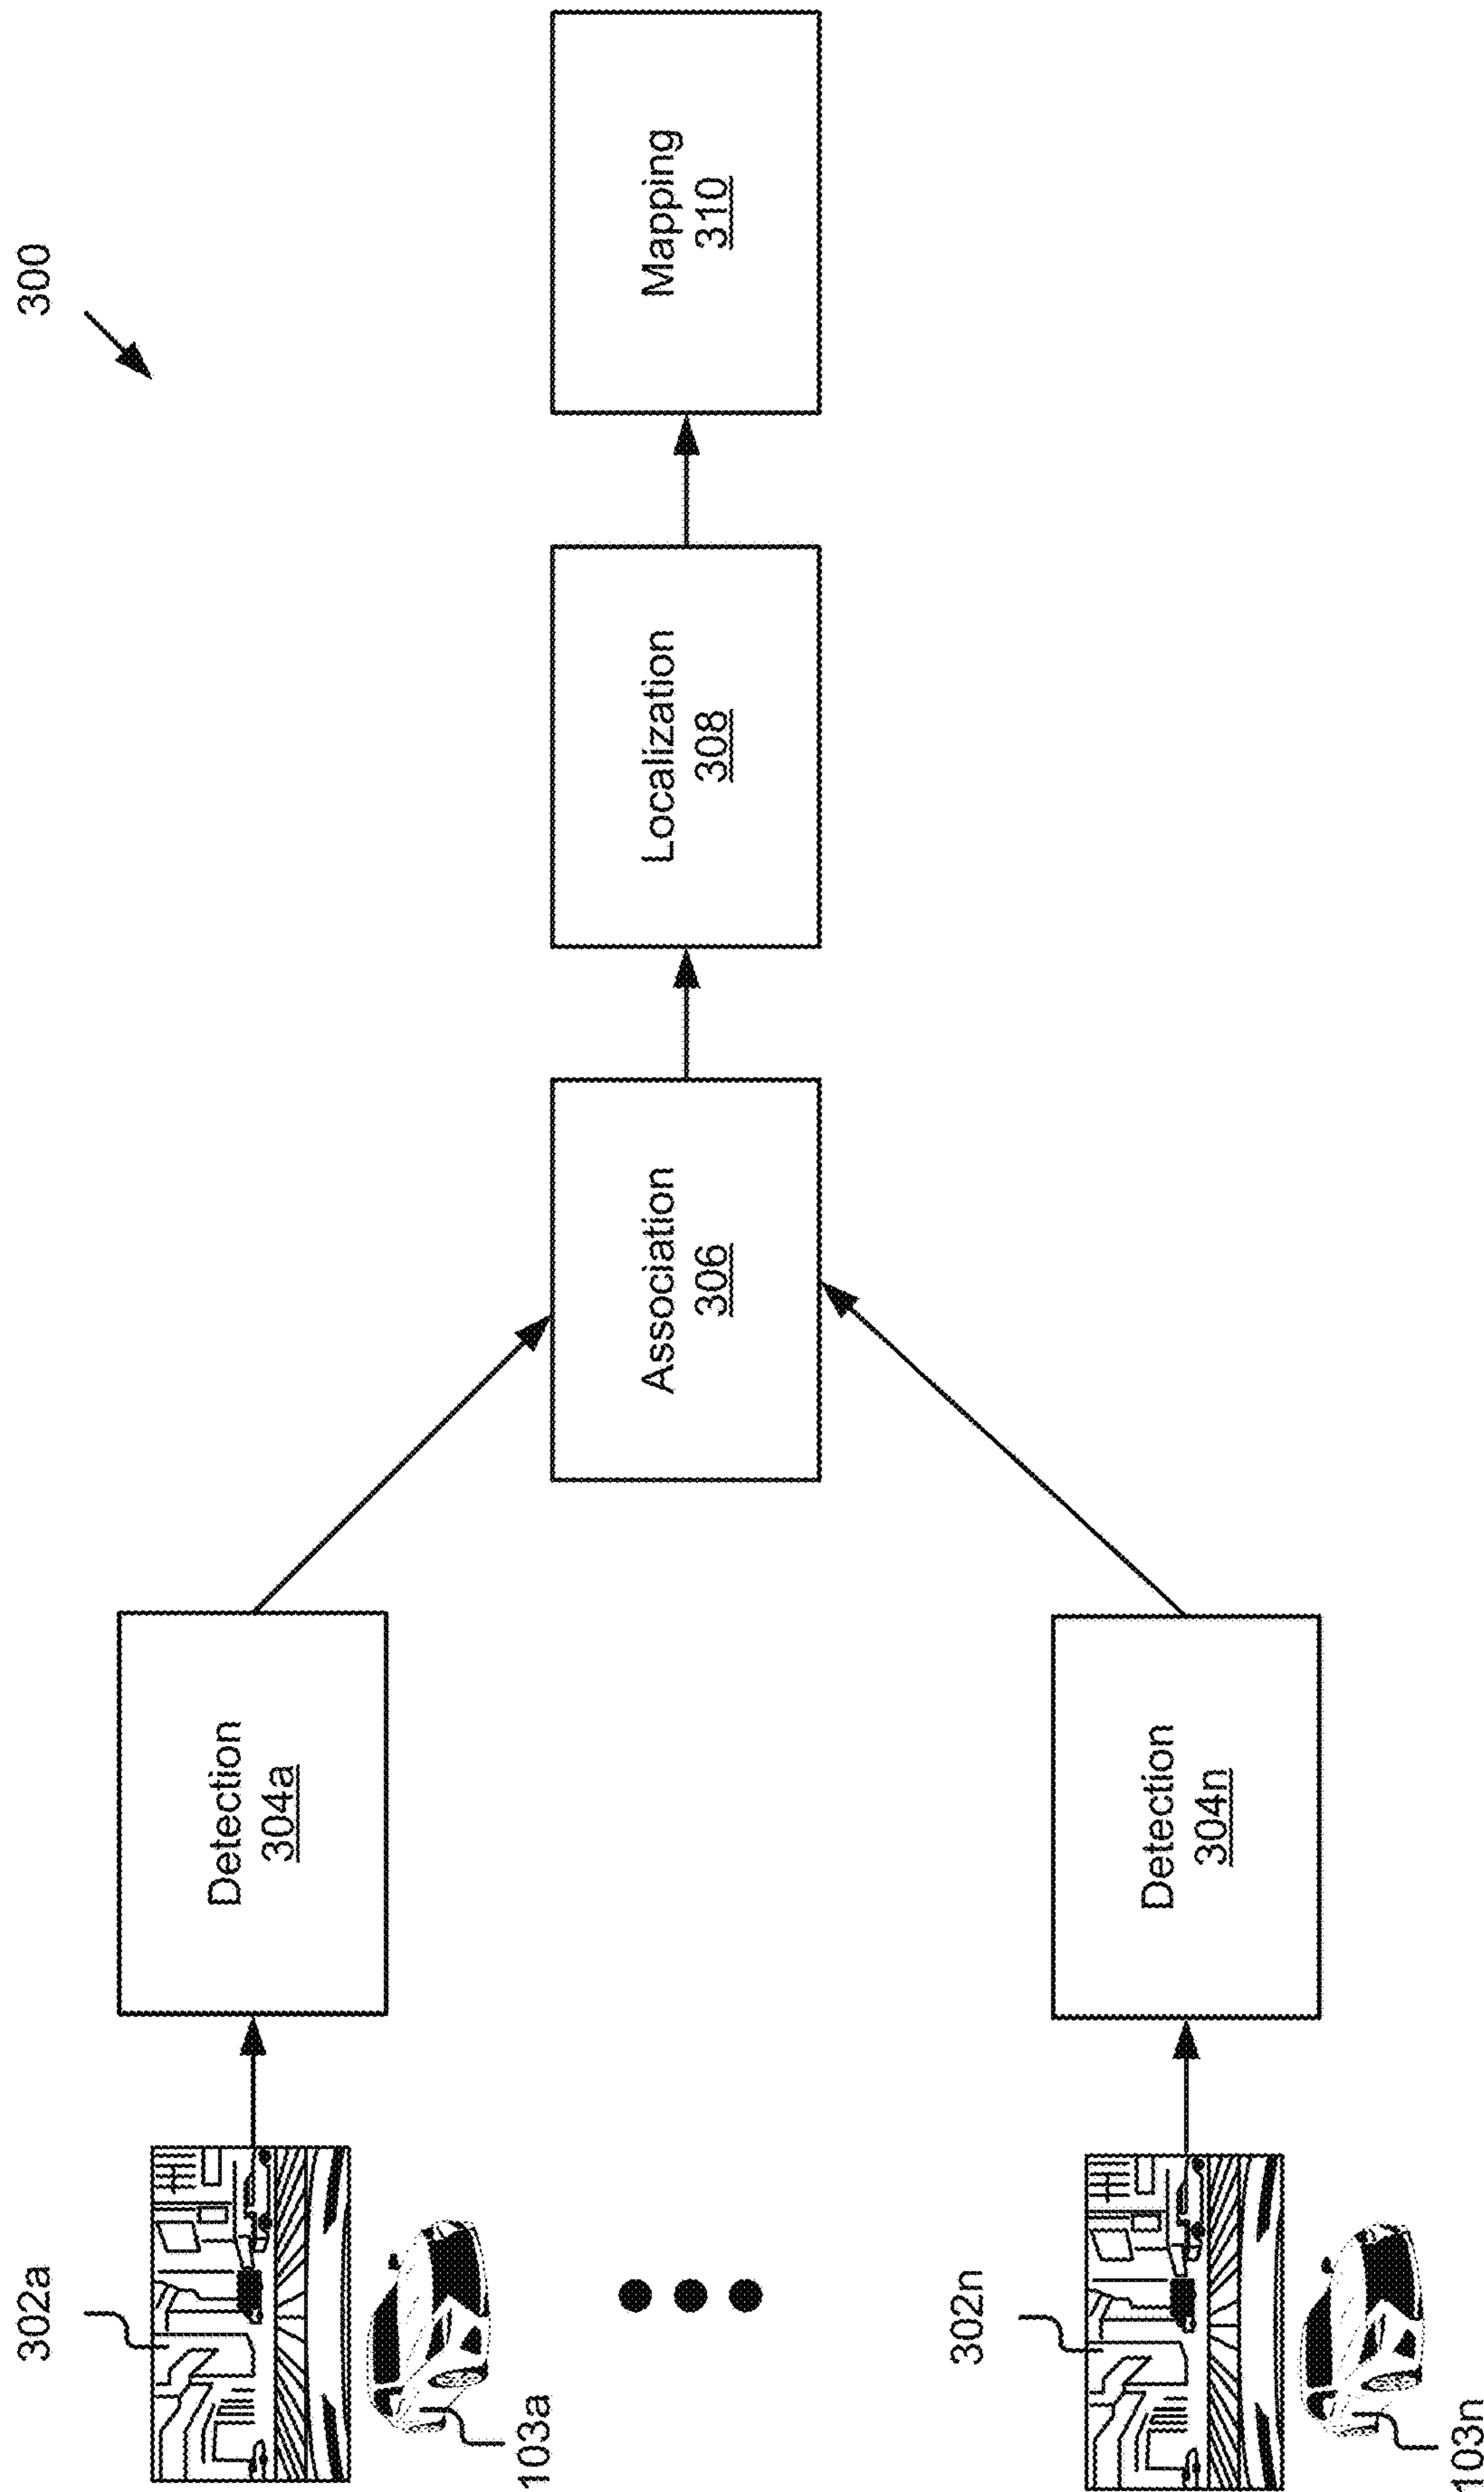 300
302a
103a
Detection
304a
302n
103n
Detection
304n
Association
306
Localization
308
Mapping
310